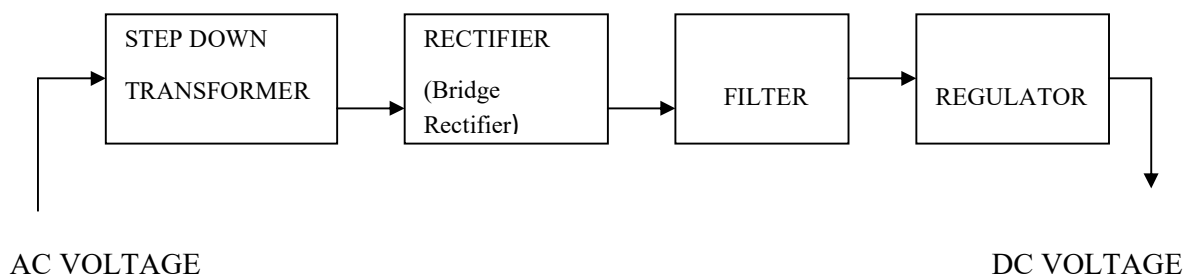 STEP DOWN
TRANSFORMER
RECTIFIER
(Bridge
Rectifier)
FILTER
REGULATOR
AC VOLTAGE
DC VOLTAGE